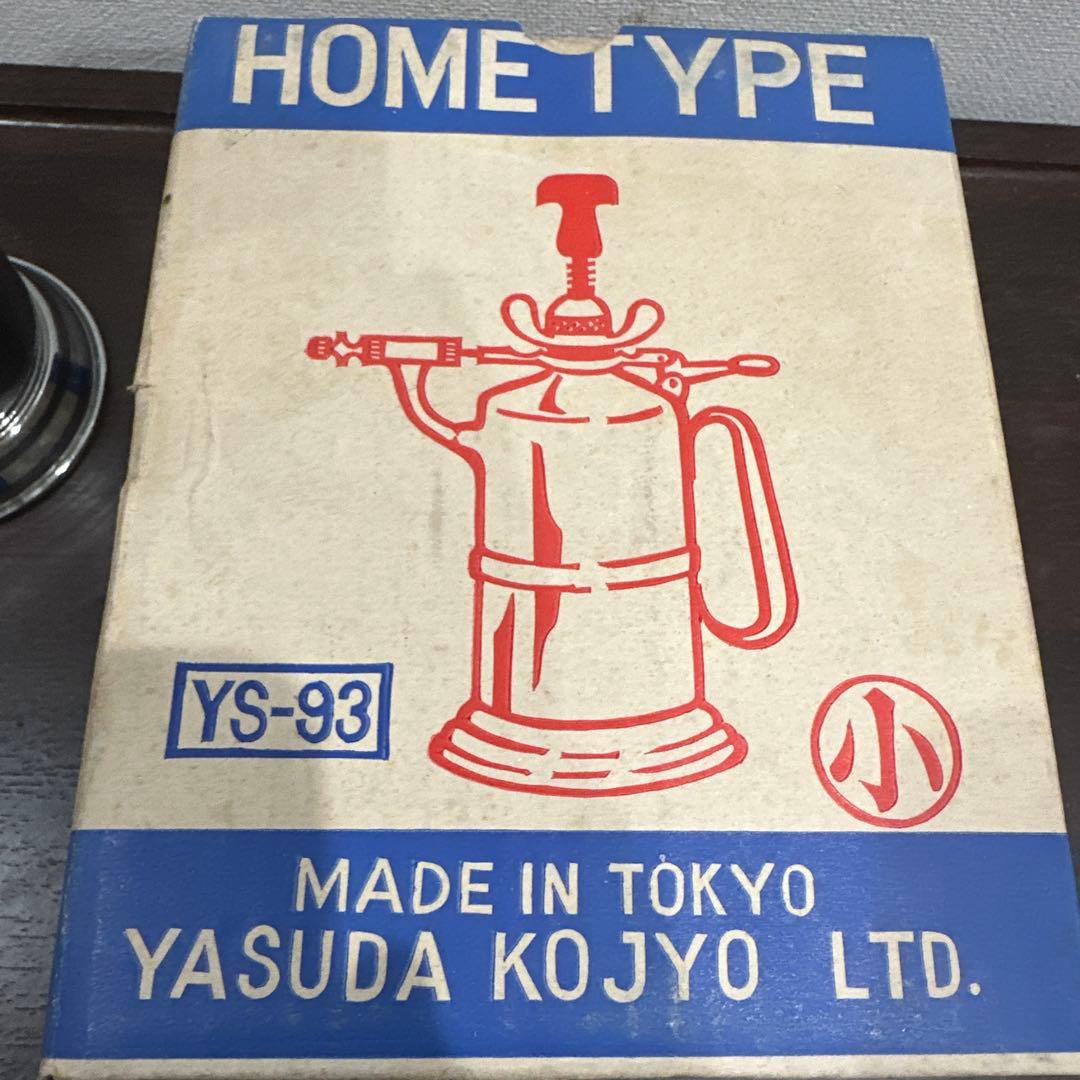 HOME TYPE
YS-93
小
MADE IN TOKYO
YASUDA KOJYO LTD.